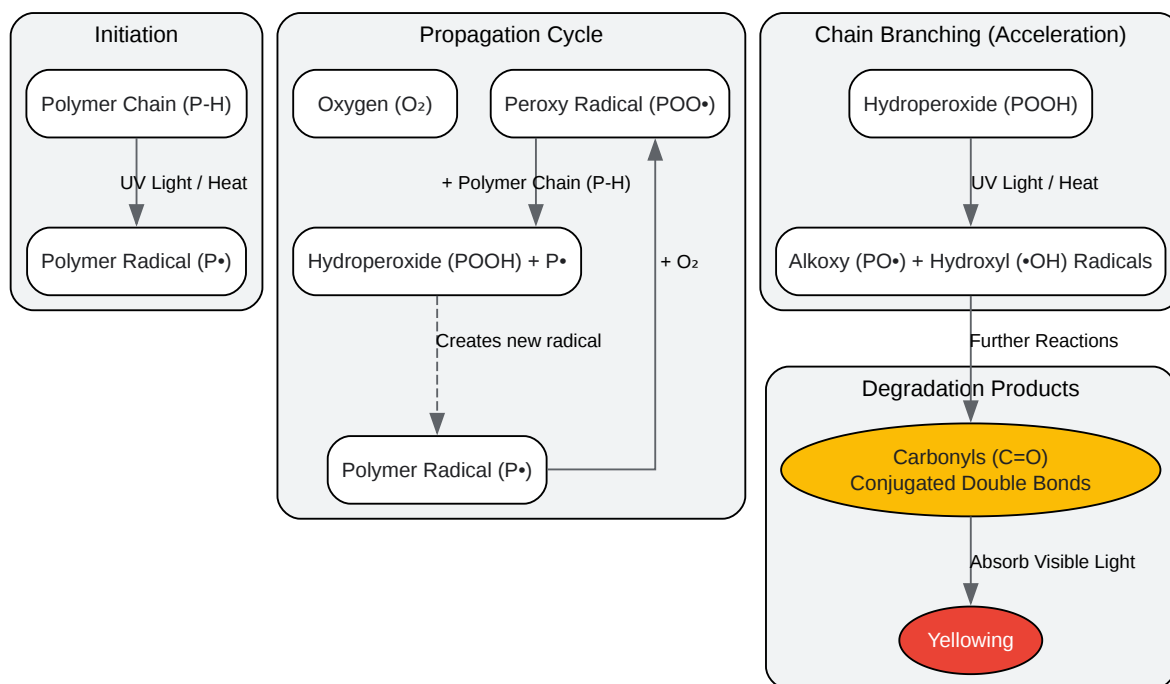 Initiation
Polymer Chain (P-H)
UV Light / Heat
Polymer Radical (P•)
Propagation Cycle
Oxygen (O₂)
Peroxy Radical (POO•)
+ Polymer Chain (P-H)
Hydroperoxide (POOH) + P•
+ O₂
Creates new radical
Polymer Radical (P•)
Chain Branching (Acceleration)
Hydroperoxide (POOH)
UV Light / Heat
Alkoxy (PO•) + Hydroxyl (•OH) Radicals
Further Reactions
Degradation Products
Carbonyls (C=O)
Conjugated Double Bonds
Absorb Visible Light
Yellowing